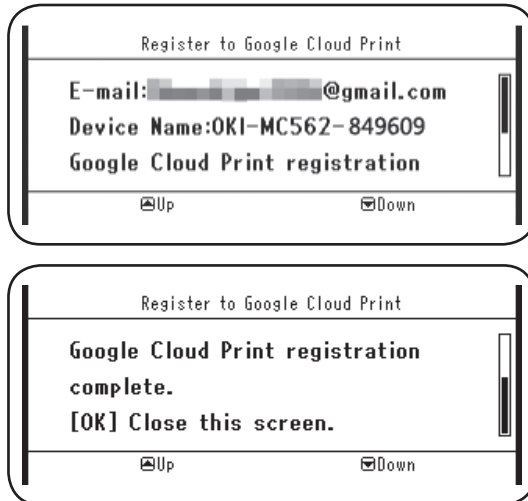 Register to Google Cloud Print
E-mail: @gmail.com
Device Name:OKI-MC562-849609
Google Cloud Print registration
Up Down
Register to Google Cloud Print
Google Cloud Print registration
complete.
[OK] Close this screen.
Up Down